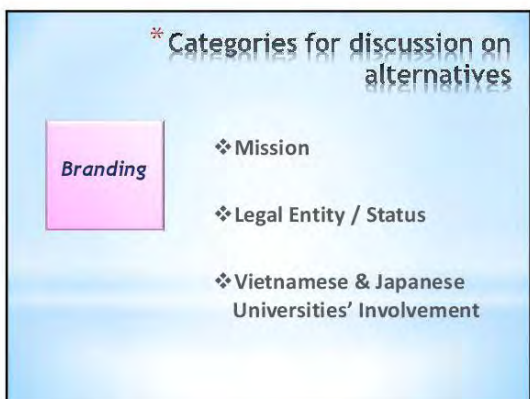 * Categories for discussion on
alternatives
Branding
❖Mission
❖Legal Entity / Status
❖Vietnamese & Japanese
Universities’ Involvement